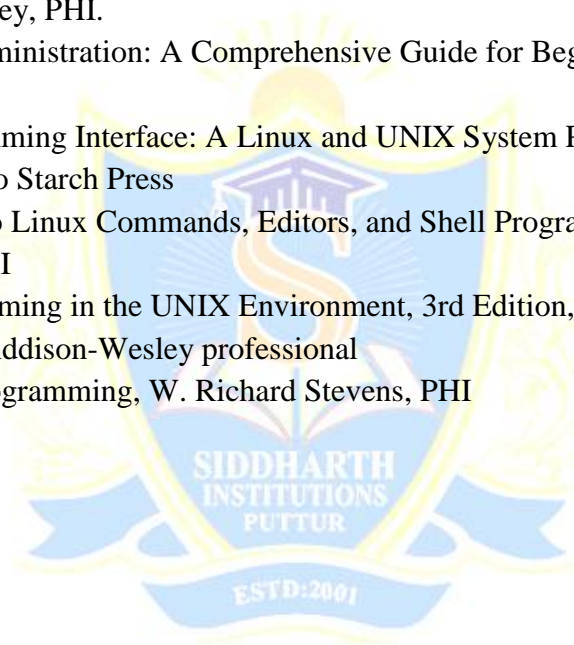 ey, PHI.
ministration: A Comprehensive Guide for Beg
ming Interface: A Linux and UNIX System
o Starch Press
Linux Commands, Editors, and Shell Progra
I
ming in the UNIX Environment, 3rd Edition,
ddison-Wesley professional
ogramming, W. Richard Stevens, PHI
SIDDHARTH
INSTITUTIONS
PUTTUR
ESTD:2001